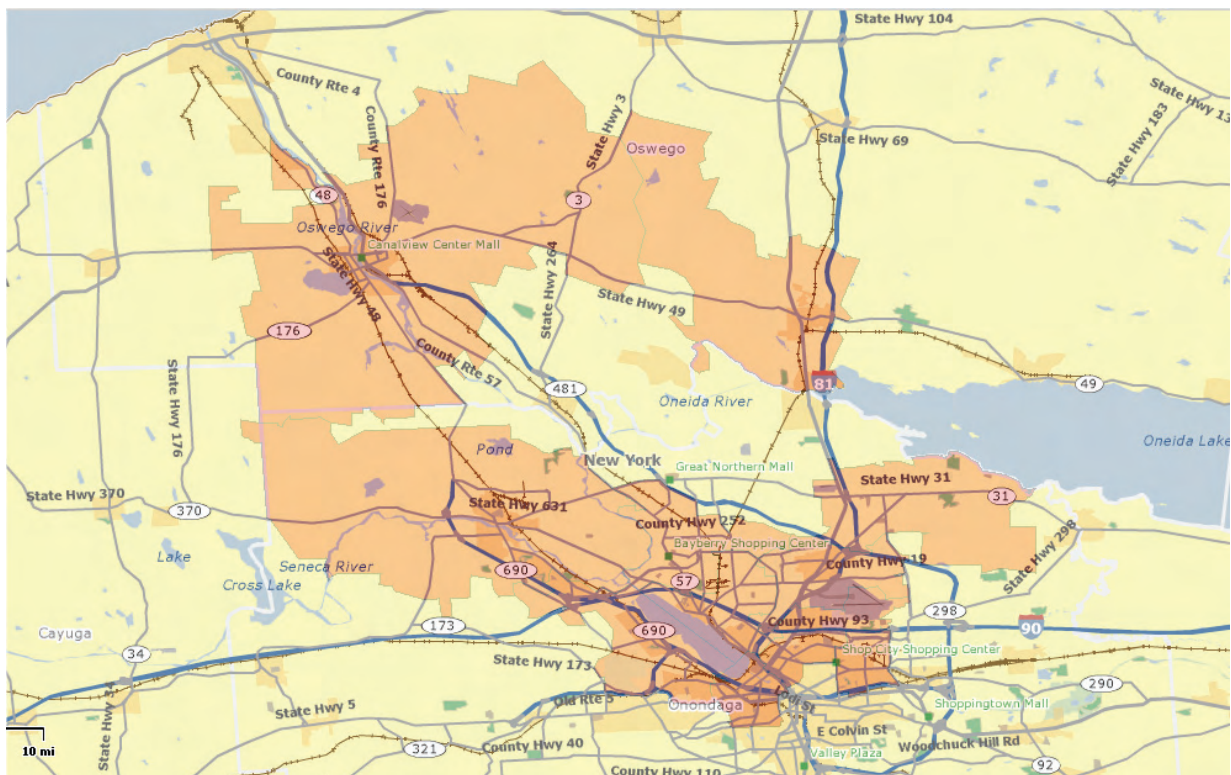 State Hwy 104
County Rte 4
State Hwy 3
State Hwy 13
State Hwy 183
County Rte 176
State Hwy 69
Oswego
48
3
Oswego River
Canalview Center Mall
State Hwy 264
State Hwy 48
State Hwy 49
176
County Rte 57
State Hwy 176
481
81
49
Oneida River
Oneida Lake
Pond
New York
Great Northern Mall
State Hwy 31
31
State Hwy 370
370
State Hwy 631
County Hwy 252
Bayberry Shopping Center
State Hwy 298
Lake
Seneca River
Cross Lake
690
57
County Hwy 19
298
90
Cayuga
173
690
County Hwy 93
34
State Hwy 173
Shop City-Shopping Center
State Hwy 34
290
Old Rte 5
Onondaga
Lodi St
Shoppingtown Mall
State Hwy 5
10 mi
321
County Hwy 40
E Colvin St
Woodchuck Hill Rd
Valley Plaza
92
County Hwy 110